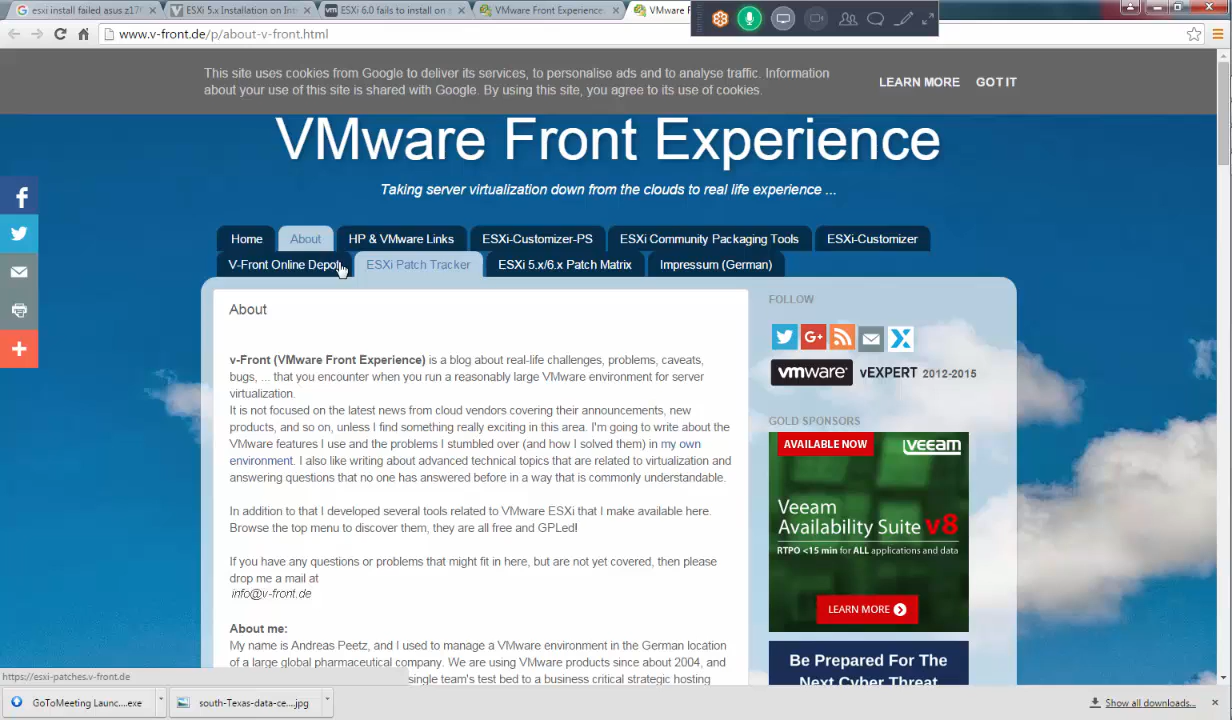 esxi install failed asus z170
ESXi 5.x Installation on Int
ESXi 6.0 fails to install on
VMware Front Experience
VMware F
www.v-front.de/p/about-v-front.html
This site uses cookies from Google to deliver its services, to personalise ads and to analyse traffic. Information
about your use of this site is shared with Google. By using this site, you agree to its use of cookies.
LEARN MORE GOT IT
VMware Front Experience
Taking server virtualization down from the clouds to real life experience ...
Home About HP & VMware Links ESXi-Customizer-PS ESXi Community Packaging Tools ESXi-Customizer
V-Front Online Depot ESXi Patch Tracker ESXi 5.x/6.x Patch Matrix Impressum (German)
About
v-Front (VMware Front Experience) is a blog about real-life challenges, problems, caveats,
bugs, ... that you encounter when you run a reasonably large VMware environment for server
virtualization.
It is not focused on the latest news from cloud vendors covering their announcements, new
products, and so on, unless I find something really exciting in this area. I'm going to write about the
VMware features I use and the problems I stumbled over (and how I solved them) in my own
environment. I also like writing about advanced technical topics that are related to virtualization and
answering questions that no one has answered before in a way that is commonly understandable.
In addition to that I developed several tools related to VMware ESXi that I make available here.
Browse the top menu to discover them, they are all free and GPLed!
If you have any questions or problems that might fit in here, but are not yet covered, then please
drop me a mail at
info@v-front.de
About me:
My name is Andreas Peetz, and I used to manage a VMware environment in the German location
of a large global pharmaceutical company. We are using VMware products since about 2004, and
single team's test bed to a business critical strategic hosting
FOLLOW
G+
vmware vEXPERT 2012-2015
GOLD SPONSORS
AVAILABLE NOW veeam
Veeam
Availability Suite v8
RTPO <15 min for ALL applications and data
LEARN MORE
Be Prepared For The
Next Cyber Threat
https://esxi-patches.v-front.de
GoToMeeting Launc....exe
south-Texas-data-ce....jpg
Show all downloads...